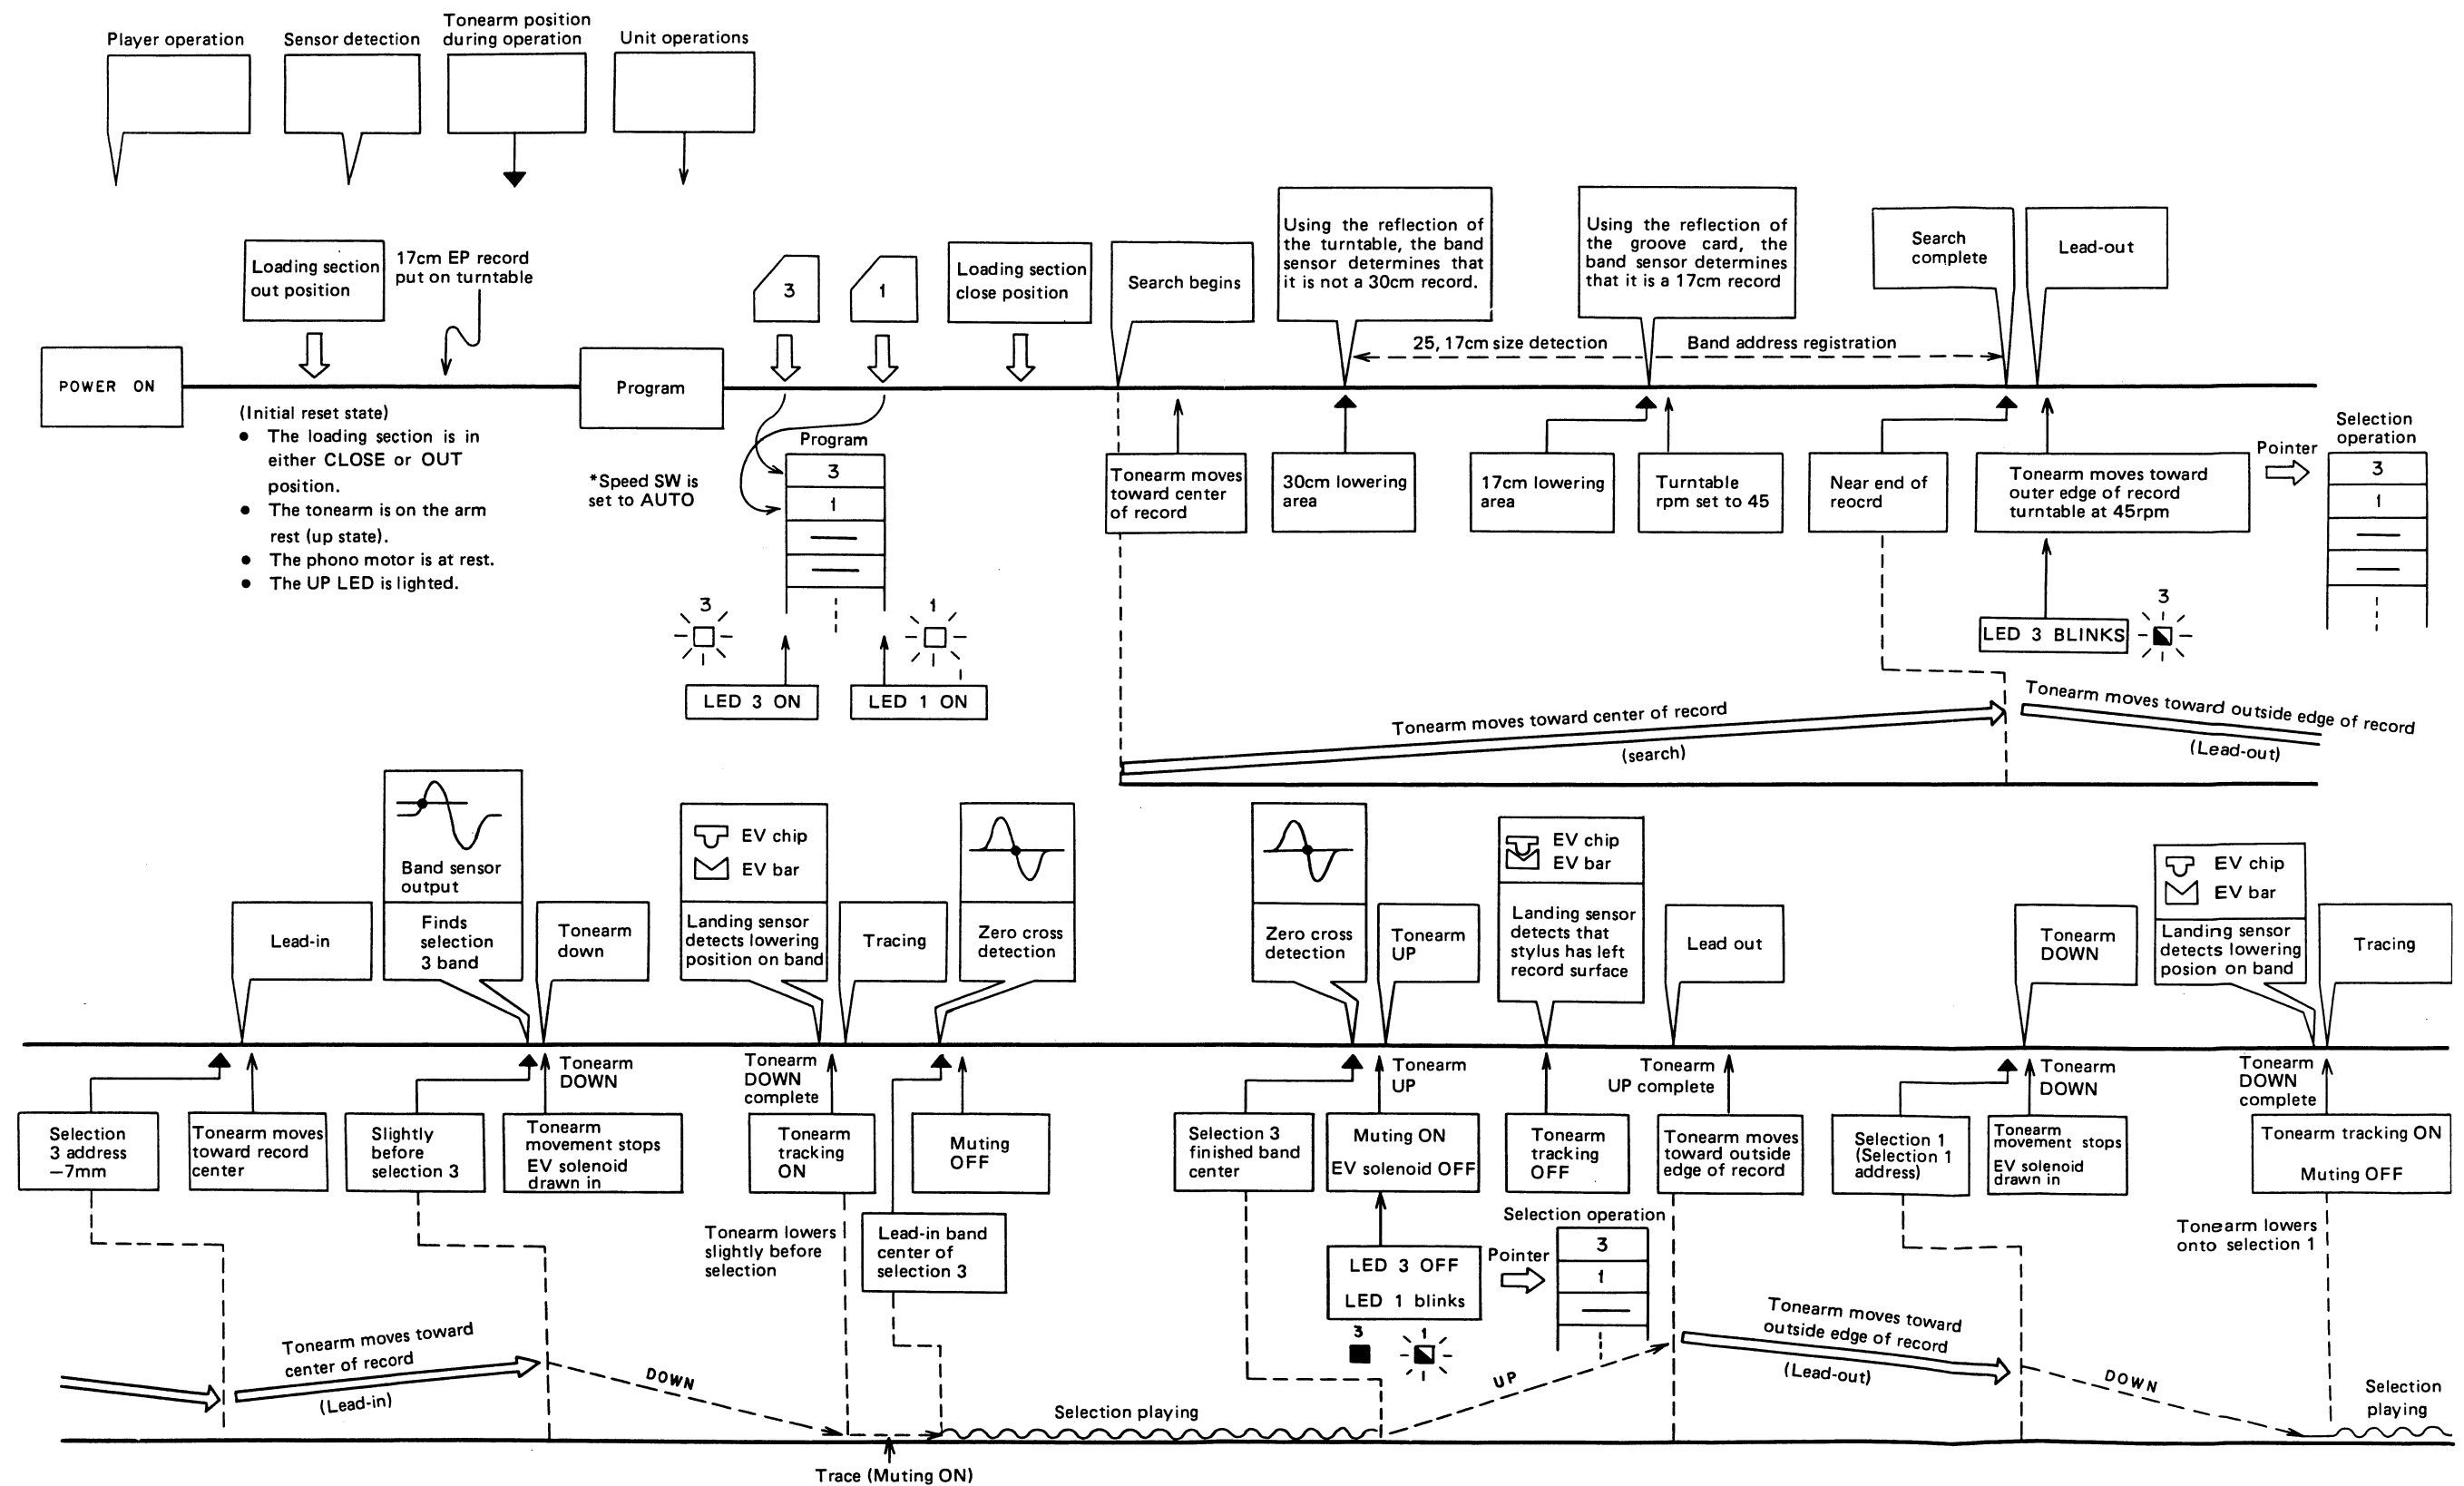 Player operation
Sensor detection
Tonearm position
during operation
Unit operations
Loading section
out position
17cm EP record
put on turntable
3
1
Loading section
close position
Search begins
Using the reflection of
the turntable, the band
sensor determines that
it is not a 30cm record.
Using the reflection of
the groove card, the
band sensor determines
that it is a 17cm record
Search
complete
Lead-out
25, 17cm size detection
Band address registration
POWER ON
Program
(Initial reset state)
● The loading section is in
either CLOSE or OUT
position.
● The tonearm is on the arm
rest (up state).
● The phono motor is at rest.
● The UP LED is lighted.
*Speed SW is
set to AUTO
Program
3
1
3
1
LED 3 ON
LED 1 ON
Tonearm moves
toward center
of record
30cm lowering
area
17cm lowering
area
Turntable
rpm set to 45
Near end of
reocrd
Tonearm moves toward
outer edge of record
turntable at 45rpm
Pointer
Selection
operation
3
1
LED 3 BLINKS
3
Tonearm moves toward center of record
(search)
Tonearm moves toward outside edge of record
(Lead-out)
Lead-in
Band sensor
output
Finds
selection
3 band
Tonearm
down
EV chip
EV bar
Landing sensor
detects lowering
position on band
Tracing
Zero cross
detection
Zero cross
detection
Tonearm
UP
EV chip
EV bar
Landing sensor
detects that
stylus has left
record surface
Lead out
Tonearm
DOWN
EV chip
EV bar
Landing sensor
detects lowering
posion on band
Tracing
Tonearm
DOWN
Tonearm
DOWN
complete
Tonearm
UP
Tonearm
UP complete
Tonearm
DOWN
Tonearm
DOWN
complete
Selection
3 address
–7mm
Tonearm moves
toward record
center
Slightly
before
selection 3
Tonearm
movement stops
EV solenoid
drawn in
Tonearm
tracking
ON
Muting
OFF
Selection 3
finished band
center
Muting ON
EV solenoid OFF
Tonearm
tracking
OFF
Tonearm moves
toward outside
edge of record
Selection 1
(Selection 1
address)
Tonearm
movement stops
EV solenoid
drawn in
Tonearm tracking ON
Muting OFF
Tonearm lowers
slightly before
selection
Lead-in band
center of
selection 3
LED 3 OFF
LED 1 blinks
3
1
Pointer
Selection operation
3
1
Tonearm lowers
onto selection 1
Tonearm moves toward
center of record
(Lead-in)
DOWN
Selection playing
UP
Tonearm moves toward
outside edge of record
(Lead-out)
DOWN
Selection
playing
Trace (Muting ON)